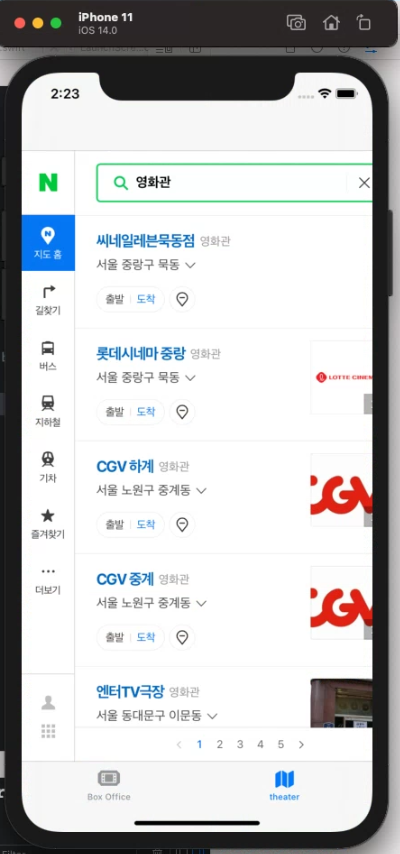 iPhone 11
iOS 14.0
2:23
N
영화관
지도 홈
길찾기
버스
지하철
기차
즐겨찾기
더보기
씨네일레븐묵동점 영화관
서울 중랑구 묵동
출발 도착
롯데시네마 중랑 영화관
서울 중랑구 묵동
출발 도착
LOTTE CINEM
CGV 하계 영화관
서울 노원구 중계동
출발 도착
CGV
CGV 중계 영화관
서울 노원구 중계동
출발 도착
CGV
엔터TV극장 영화관
서울 동대문구 이문동
1 2 3 4 5
Box Office
theater